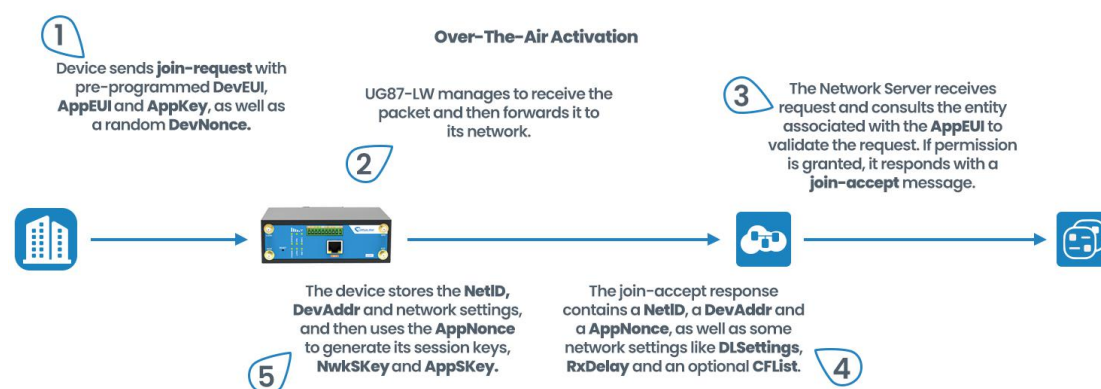 Over-The-Air Activation
1
Device sends join-request with
pre-programmed DevEUI,
AppEUI and AppKey, as well as
a random DevNonce.
UG87-LW manages to receive the
packet and then forwards it to
its network.
2
3
The Network Server receives
request and consults the entity
associated with the AppEUI to
validate the request. If permission
is granted, it responds with a
join-accept message.
The device stores the NetID,
DevAddr and network settings,
and then uses the AppNonce
to generate its session keys,
NwkSKey and AppSKey.
5
The join-accept response
contains a NetID, a DevAddr and
a AppNonce, as well as some
network settings like DLSettings,
RxDelay and an optional CFList.
4